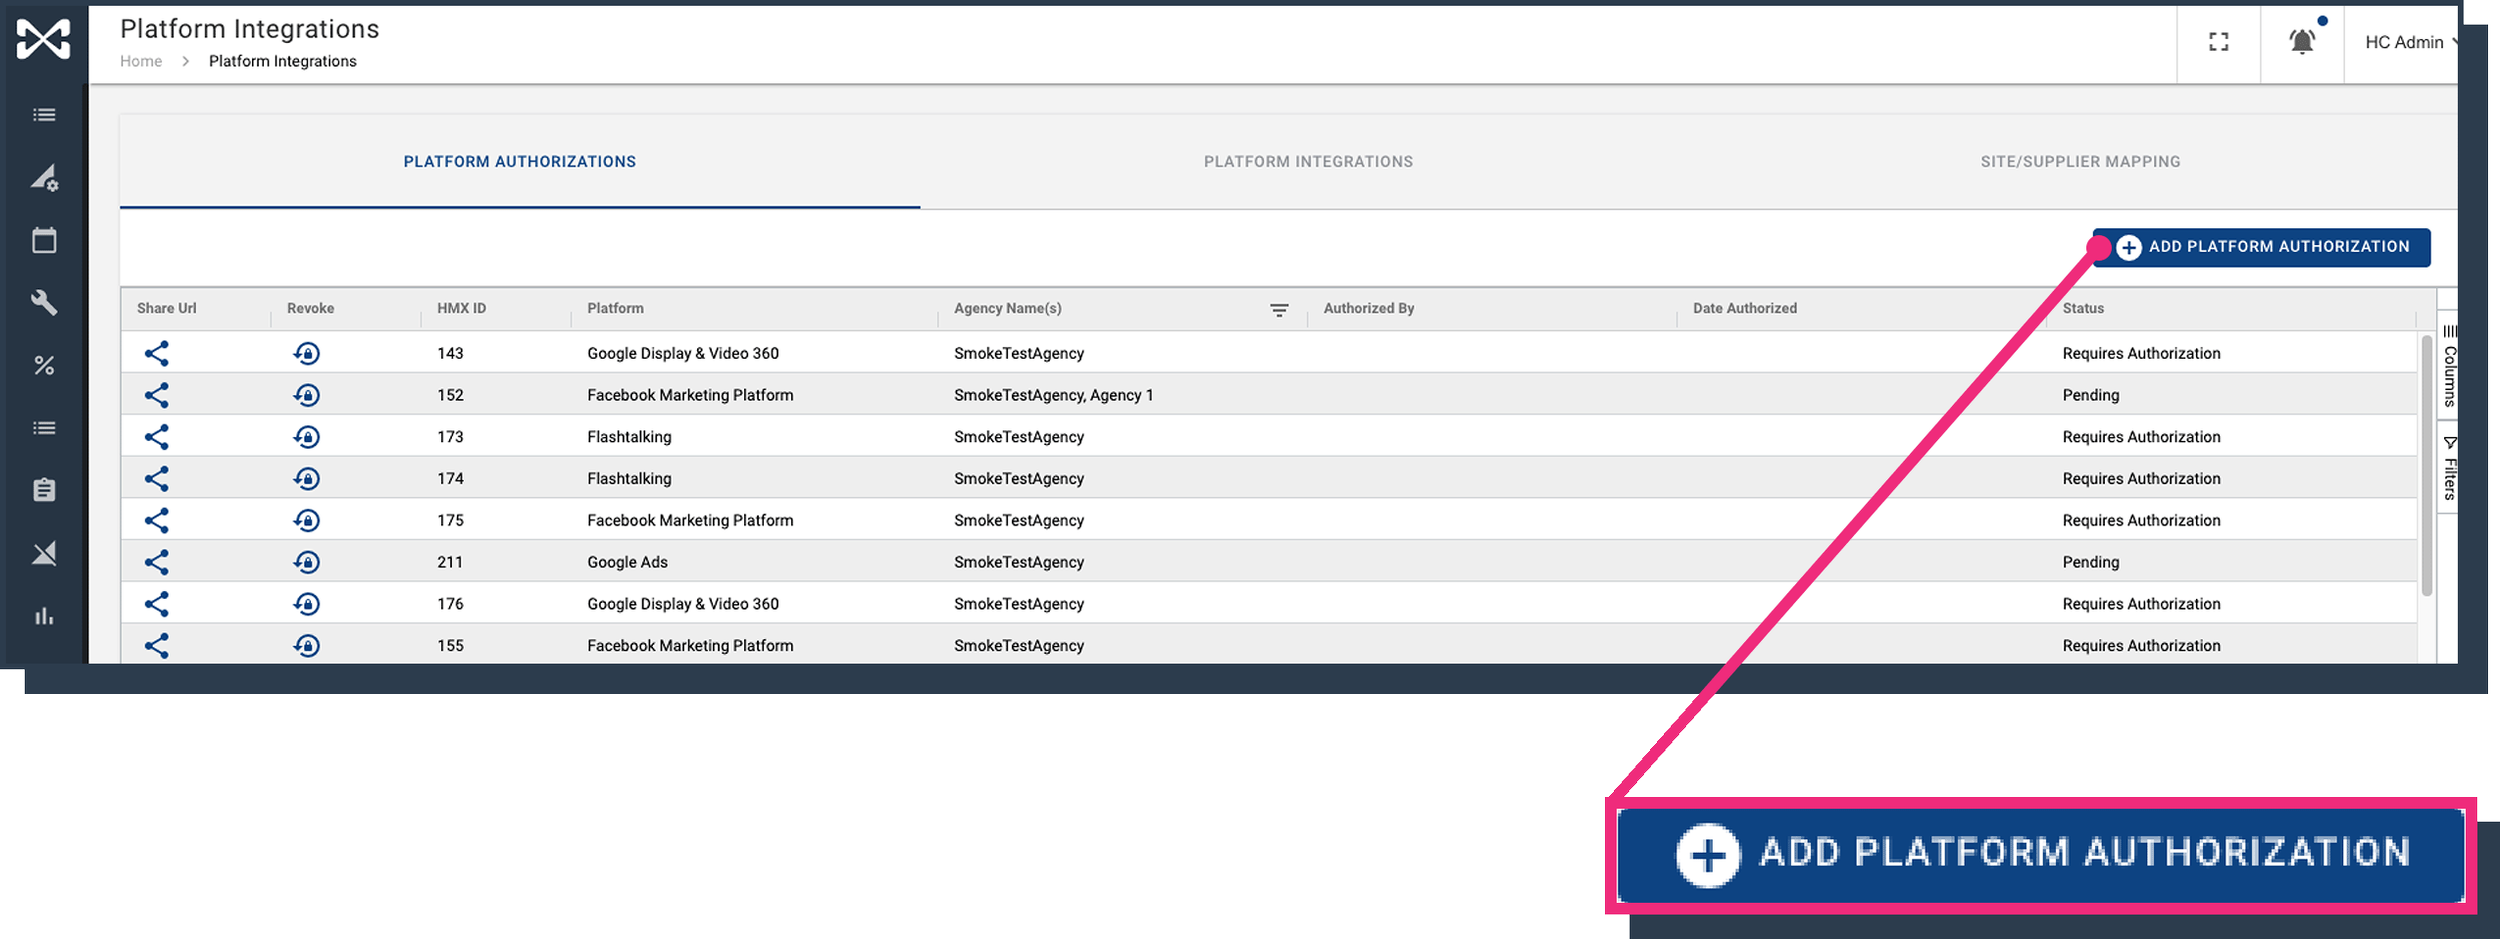 Platform Integrations
Home > Platform Integrations
HC Admin
PLATFORM AUTHORIZATIONS PLATFORM INTEGRATIONS SITE/SUPPLIER MAPPING
ADD PLATFORM AUTHORIZATION
Share Url Revoke HMX ID Platform Agency Name(s) Authorized By Date Authorized Status
143 Google Display & Video 360 SmokeTestAgency Requires Authorization
152 Facebook Marketing Platform SmokeTestAgency, Agency 1 Pending
173 Flashtalking SmokeTestAgency Requires Authorization
174 Flashtalking SmokeTestAgency Requires Authorization
175 Facebook Marketing Platform SmokeTestAgency Requires Authorization
211 Google Ads SmokeTestAgency Pending
176 Google Display & Video 360 SmokeTestAgency Requires Authorization
155 Facebook Marketing Platform SmokeTestAgency Requires Authorization
Columns
Filters
ADD PLATFORM AUTHORIZATION